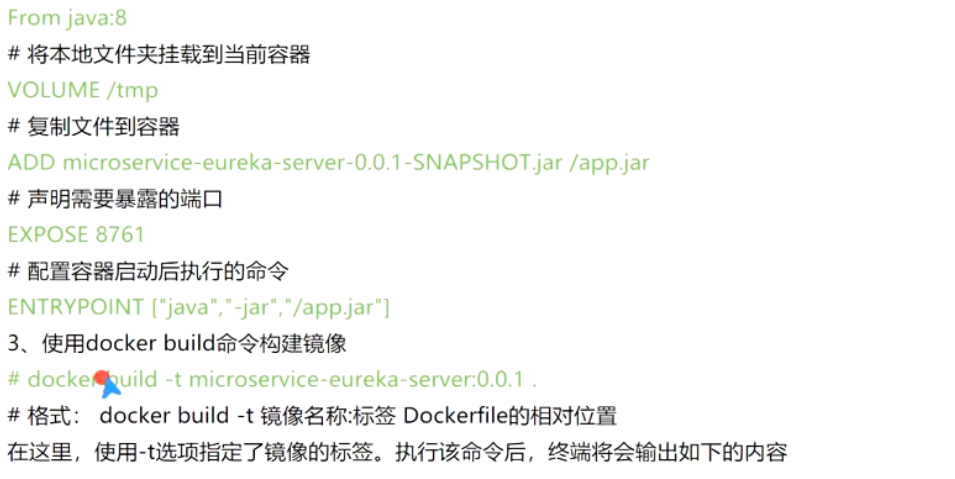 From java:8
# 将本地文件夹挂载到当前容器
VOLUME /tmp
# 复制文件到容器
ADD microservice-eureka-server-0.0.1-SNAPSHOT.jar /app.jar
# 声明需要暴露的端口
EXPOSE 8761
# 配置容器启动后执行的命令
ENTRYPOINT ["java","-jar","/app.jar"]
3、使用docker build命令构建镜像
# docker build -t microservice-eureka-server:0.0.1 .
# 格式： docker build -t 镜像名称:标签 Dockerfile的相对位置
在这里，使用-t选项指定了镜像的标签。执行该命令后，终端将会输出如下的内容